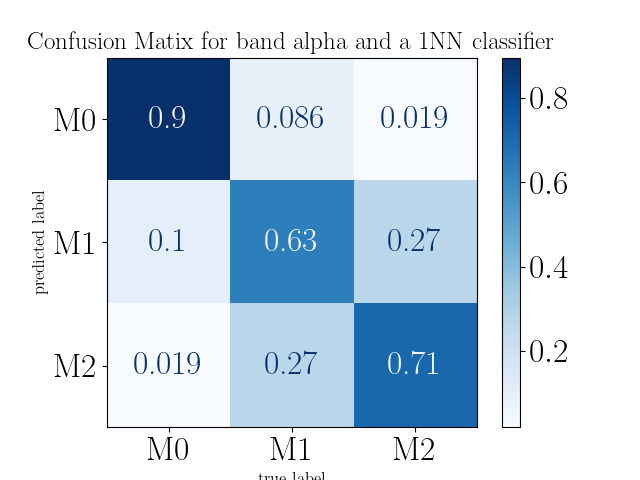 Confusion Matix for band alpha and a 1NN classifier
M0 0.9 0.086 0.019
M1 0.1 0.63 0.27
M2 0.019 0.27 0.71
M0 M1 M2
predicted label
true label
0.8
0.6
0.4
0.2